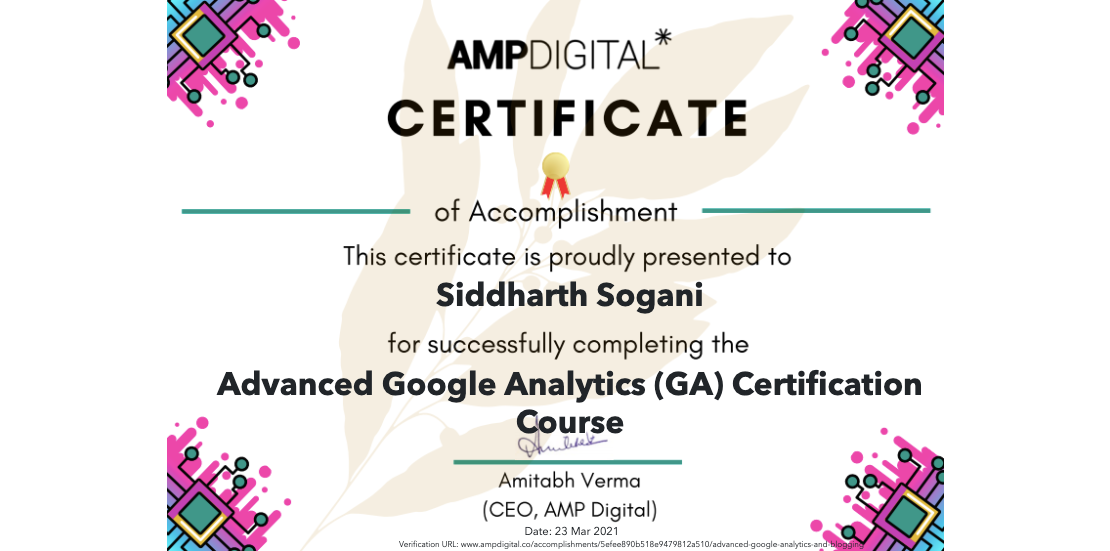 AMPDIGITAL*
CERTIFICATE
of Accomplishment
This certificate is proudly presented to
Siddharth Sogani
for successfully completing the
Advanced Google Analytics (GA) Certification
Course
Amitabh Verma
(CEO, AMP Digital)
Date: 23 Mar 2021
Verification URL: www.ampdigital.co/accomplishments/5efee890b518e9479812a510/advanced-google-analytics-and-blogging